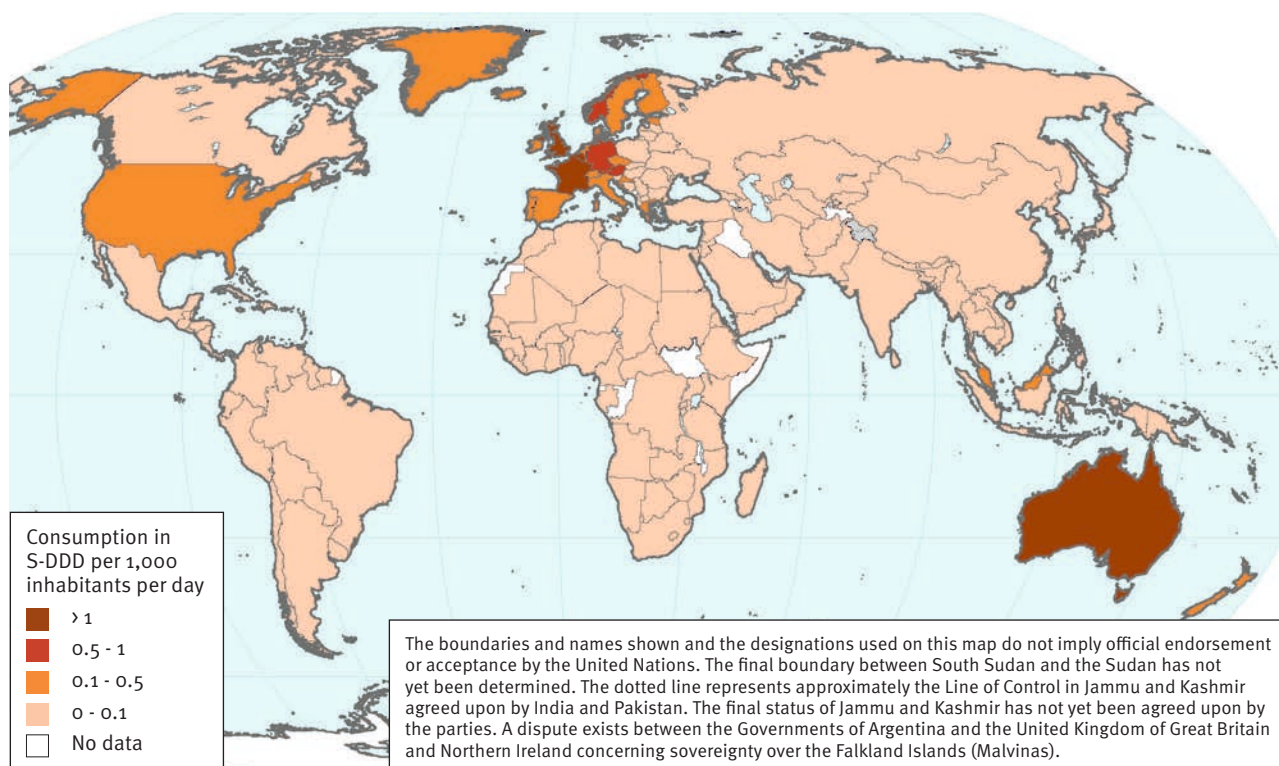 Consumption in
S-DDD per 1,000
inhabitants per day
> 1
0.5 - 1
0.1 - 0.5
0 - 0.1
No data
The boundaries and names shown and the designations used on this map do not imply official endorsement
or acceptance by the United Nations. The final boundary between South Sudan and the Sudan has not
yet been determined. The dotted line represents approximately the Line of Control in Jammu and Kashmir
agreed upon by India and Pakistan. The final status of Jammu and Kashmir has not yet been agreed upon by
the parties. A dispute exists between the Governments of Argentina and the United Kingdom of Great Britain
and Northern Ireland concerning sovereignty over the Falkland Islands (Malvinas).